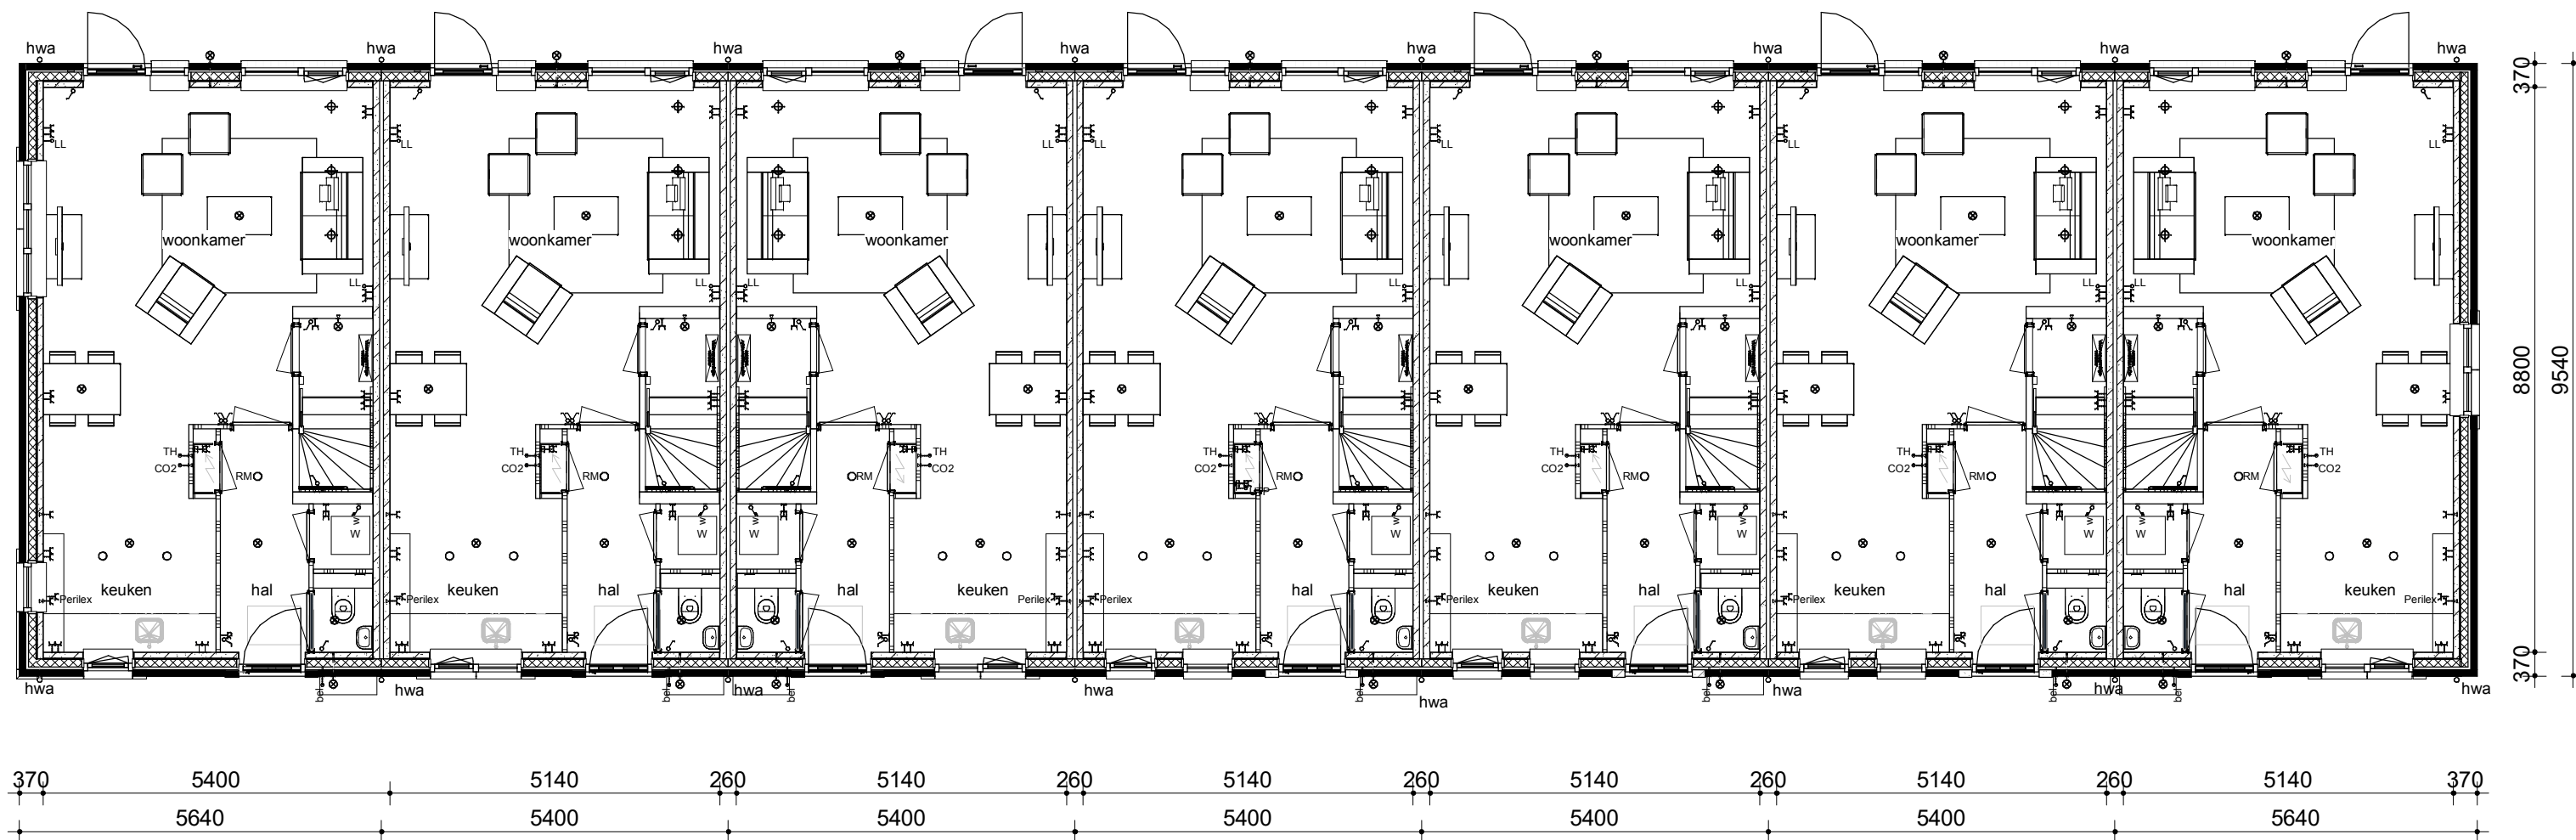 hwa hwa hwa hwa hwa hwa hwa hwa
370
LL LL LL LL LL LL LL
woonkamer woonkamer woonkamer woonkamer woonkamer woonkamer
LL LL LL LL LL LL
8800
9540
TH TH TH TH TH TH TH
CO2 CO2 CO2 CO2 CO2 CO2 CO2
RM RM RM RM RM RM RM
w w w w w w w
W W W W W W W
keuken hal keuken hal hal keuken keuken hal keuken hal keuken hal hal keuken
Perilex Perilex Perilex Perilex Perilex Perilex Perilex
370
hwa hwa hwa hwa hwa hwa hwa hwa
bel bel bel bel bel bel bel
370 5400 5140 260 5140 260 5140 260 5140 260 5140 260 5140 370
5640 5400 5400 5400 5400 5400 5640